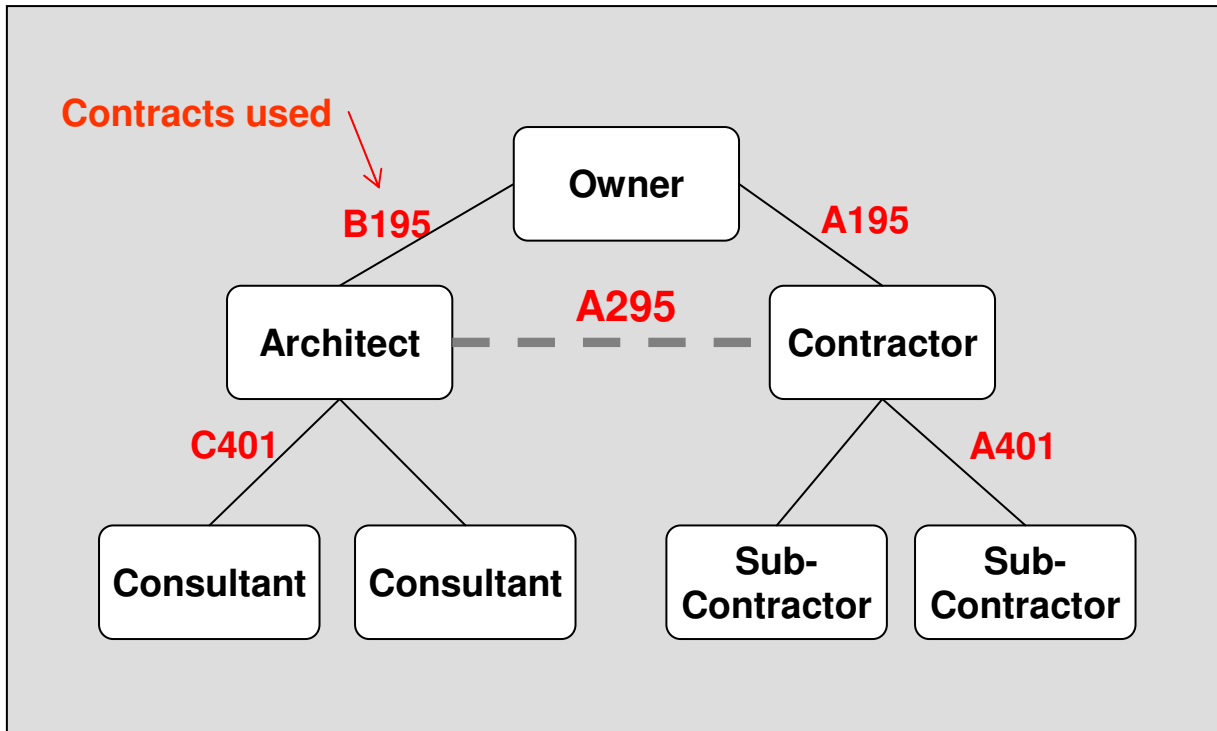 Contracts used
Owner
B195
A195
A295
Architect
Contractor
C401
A401
Consultant
Consultant
Sub-
Contractor
Sub-
Contractor